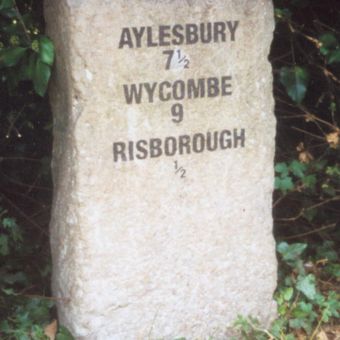 AYLESBURY
7½
WYCOMBE
9
RISBOROUGH
½